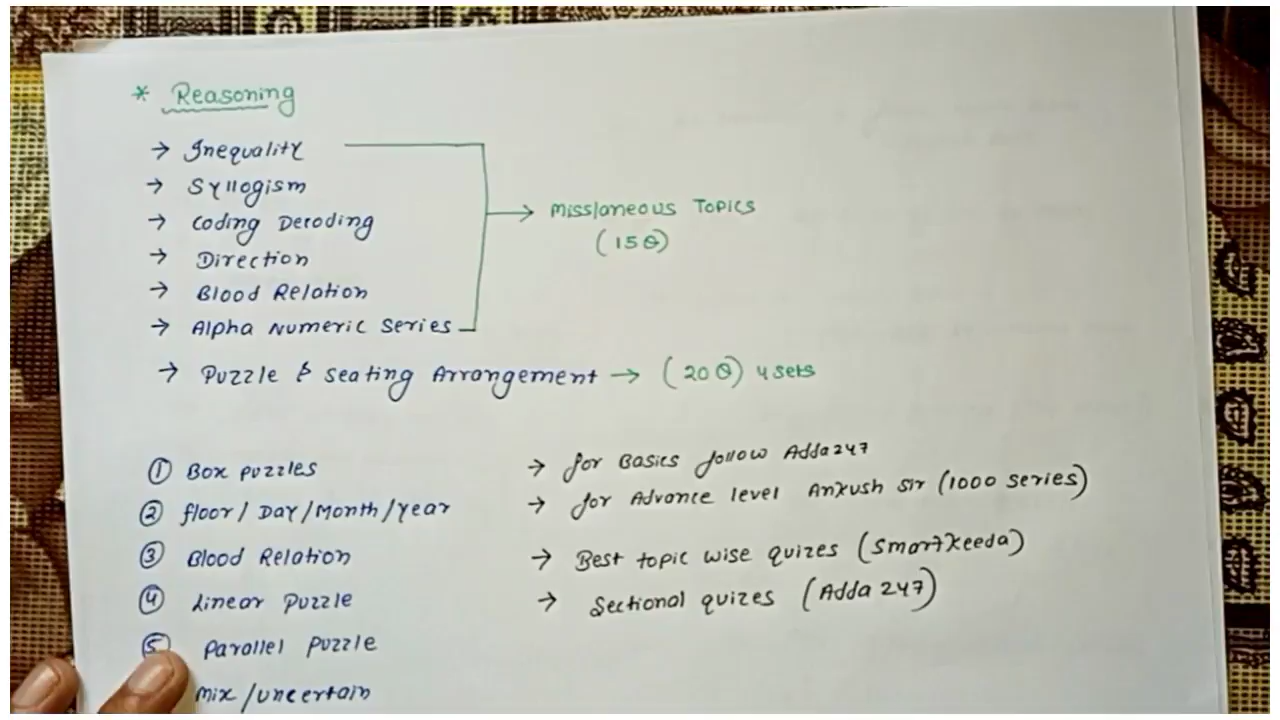 * Reasoning
→ Inequality
→ Syllogism
→ Coding Decoding
→ Direction
→ Blood Relation
→ Alpha Numeric Series
→ Misslaneous Topics
(15Q)
→ Puzzle & Seating Arrangement → (20Q) 4 sets
① Box Puzzles
② floor / Day / Month / year
③ Blood Relation
④ Linear Puzzle
⑤ Parallel Puzzle
Mix / uncertain
→ for Basics follow Adda247
→ for Advance level Ankush Sir (1000 series)
→ Best topic wise quizes (Smartkeeda)
→ Sectional quizes (Adda 247)